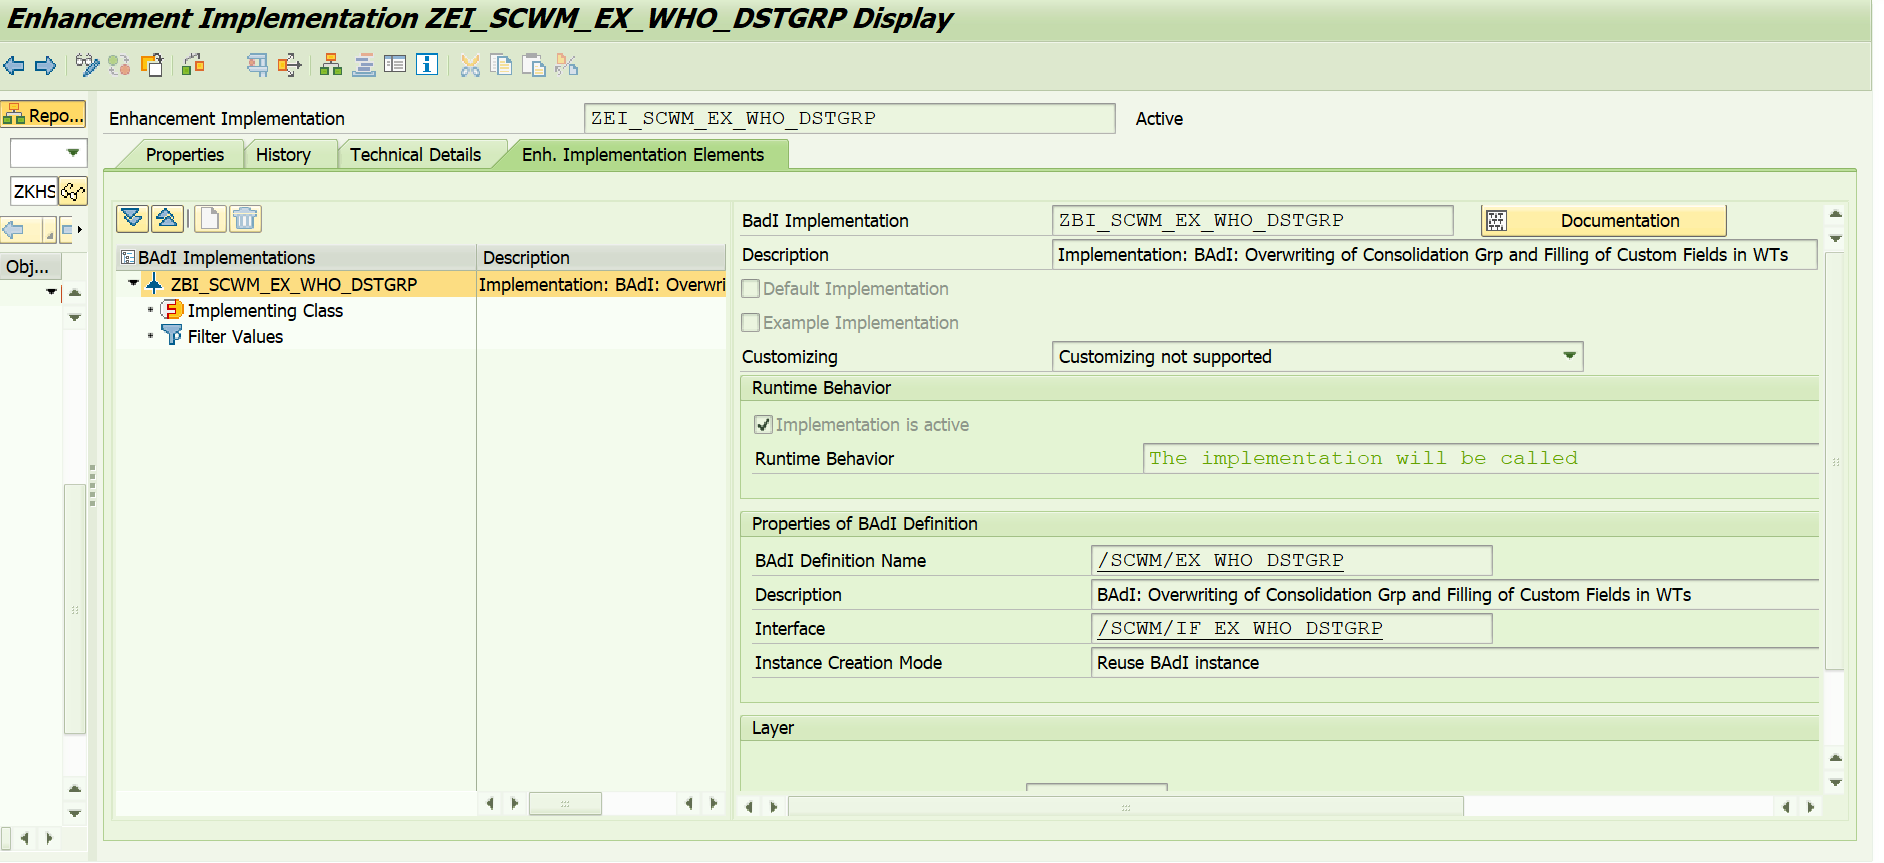 Enhancement Implementation ZEI_SCWM_EX_WHO_DSTGRP Display
Repo...
ZKHS
Obj...
Enhancement Implementation ZEI_SCWM_EX_WHO_DSTGRP Active
Properties History Technical Details Enh. Implementation Elements
BAdI Implementations Description
ZBI_SCWM_EX_WHO_DSTGRP Implementation: BAdI: Overwri
Implementing Class
Filter Values
BadI Implementation ZBI_SCWM_EX_WHO_DSTGRP Documentation
Description Implementation: BAdI: Overwriting of Consolidation Grp and Filling of Custom Fields in WTs
Default Implementation
Example Implementation
Customizing Customizing not supported
Runtime Behavior
Implementation is active
Runtime Behavior The implementation will be called
Properties of BAdI Definition
BAdI Definition Name /SCWM/EX_WHO_DSTGRP
Description BAdI: Overwriting of Consolidation Grp and Filling of Custom Fields in WTs
Interface /SCWM/IF_EX_WHO_DSTGRP
Instance Creation Mode Reuse BAdI instance
Layer